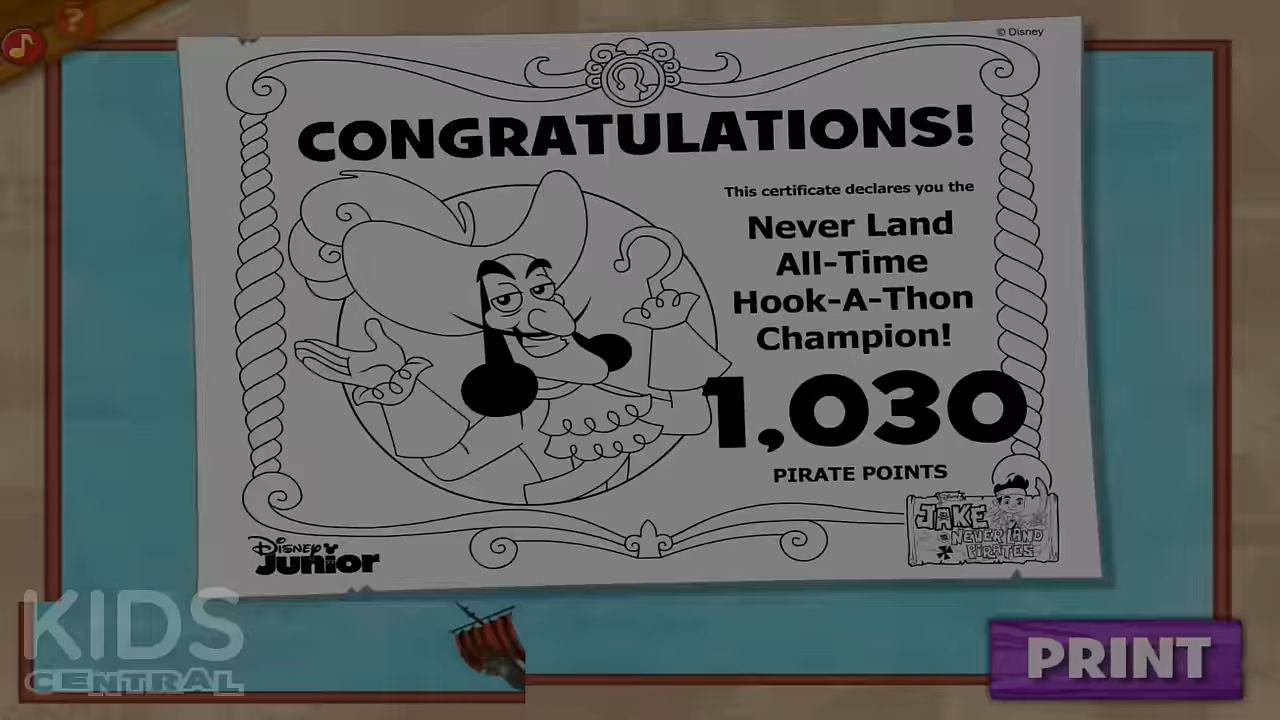 ?
© Disney
CONGRATULATIONS!
This certificate declares you the
Never Land
All-Time
Hook-A-Thon
Champion!
1,030
PIRATE POINTS
Disney
JAKE
NEVER LAND
PIRATES
Disney
Junior
KIDS
CENTRAL
PRINT